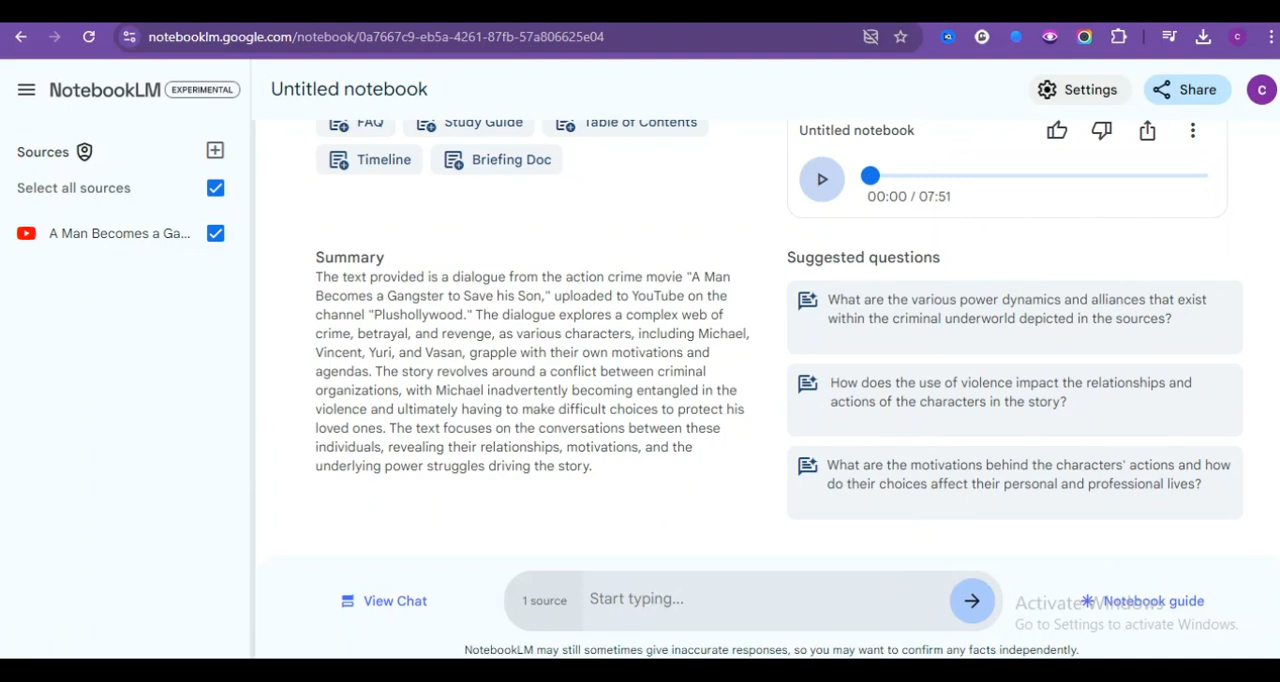 notebooklm.google.com/notebook/0a7667c9-eb5a-4261-87fb-57a806625e04
NotebookLM EXPERIMENTAL
Untitled notebook
Settings
Share
C
Sources
Select all sources
A Man Becomes a Ga...
FAQ
Study Guide
Table of Contents
Timeline
Briefing Doc
Untitled notebook
00:00 / 07:51
Summary
The text provided is a dialogue from the action crime movie "A Man
Becomes a Gangster to Save his Son," uploaded to YouTube on the
channel "Plushollywood." The dialogue explores a complex web of
crime, betrayal, and revenge, as various characters, including Michael,
Vincent, Yuri, and Vasan, grapple with their own motivations and
agendas. The story revolves around a conflict between criminal
organizations, with Michael inadvertently becoming entangled in the
violence and ultimately having to make difficult choices to protect his
loved ones. The text focuses on the conversations between these
individuals, revealing their relationships, motivations, and the
underlying power struggles driving the story.
Suggested questions
What are the various power dynamics and alliances that exist
within the criminal underworld depicted in the sources?
How does the use of violence impact the relationships and
actions of the characters in the story?
What are the motivations behind the characters' actions and how
do their choices affect their personal and professional lives?
View Chat
1 source
Start typing...
Notebook guide
Activate Windows
Go to Settings to activate Windows.
NotebookLM may still sometimes give inaccurate responses, so you may want to confirm any facts independently.